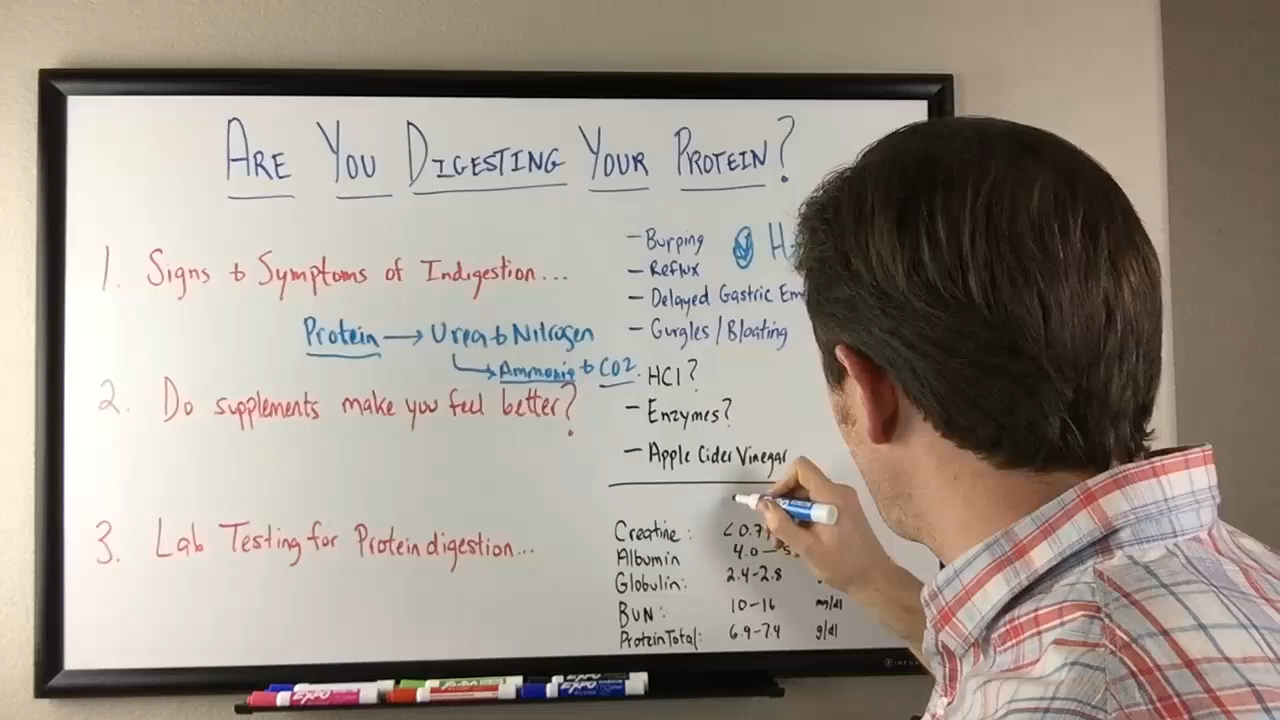 ARE YOU DIGESTING YOUR PROTEIN?
1. Signs & Symptoms of Indigestion...
- Burping
- Reflux
- Delayed Gastric
- Gurgles/Bloating
Protein → Urea & Nitrogen
→ Ammonia & CO2
2. Do supplements make you feel better?
HCl?
- Enzymes?
- Apple Cider Vinegar
3. Lab Testing for Protein digestion...
Creatine: <0.7
Albumin 4.0 —
Globulin: 2.4-2.8
BUN: 10-16 mg/dl
Protein Total: 6.9-7.4 g/dl
EXPO
EXPO
EXPO